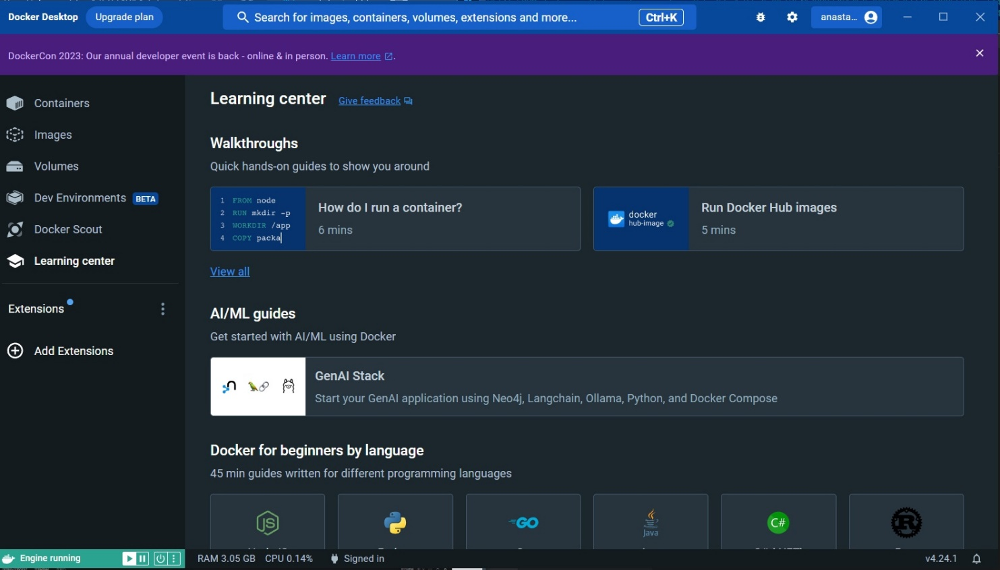 Docker Desktop
Upgrade plan
Search for images, containers, volumes, extensions and more...
Ctrl+K
anasta...
DockerCon 2023: Our annual developer event is back - online & in person. Learn more.
Containers
Images
Volumes
Dev Environments BETA
Docker Scout
Learning center
Extensions
Add Extensions
Learning center
Give feedback
Walkthroughs
Quick hands-on guides to show you around
1 FROM node
2 RUN mkdir -p
3 WORKDIR /app
4 COPY packa
How do I run a container?
6 mins
docker
hub-image
Run Docker Hub images
5 mins
View all
AI/ML guides
Get started with AI/ML using Docker
GenAI Stack
Start your GenAI application using Neo4j, Langchain, Ollama, Python, and Docker Compose
Docker for beginners by language
45 min guides written for different programming languages
JS
GO
Java
C#
R
Engine running
RAM 3.05 GB CPU 0.14%
Signed in
v4.24.1